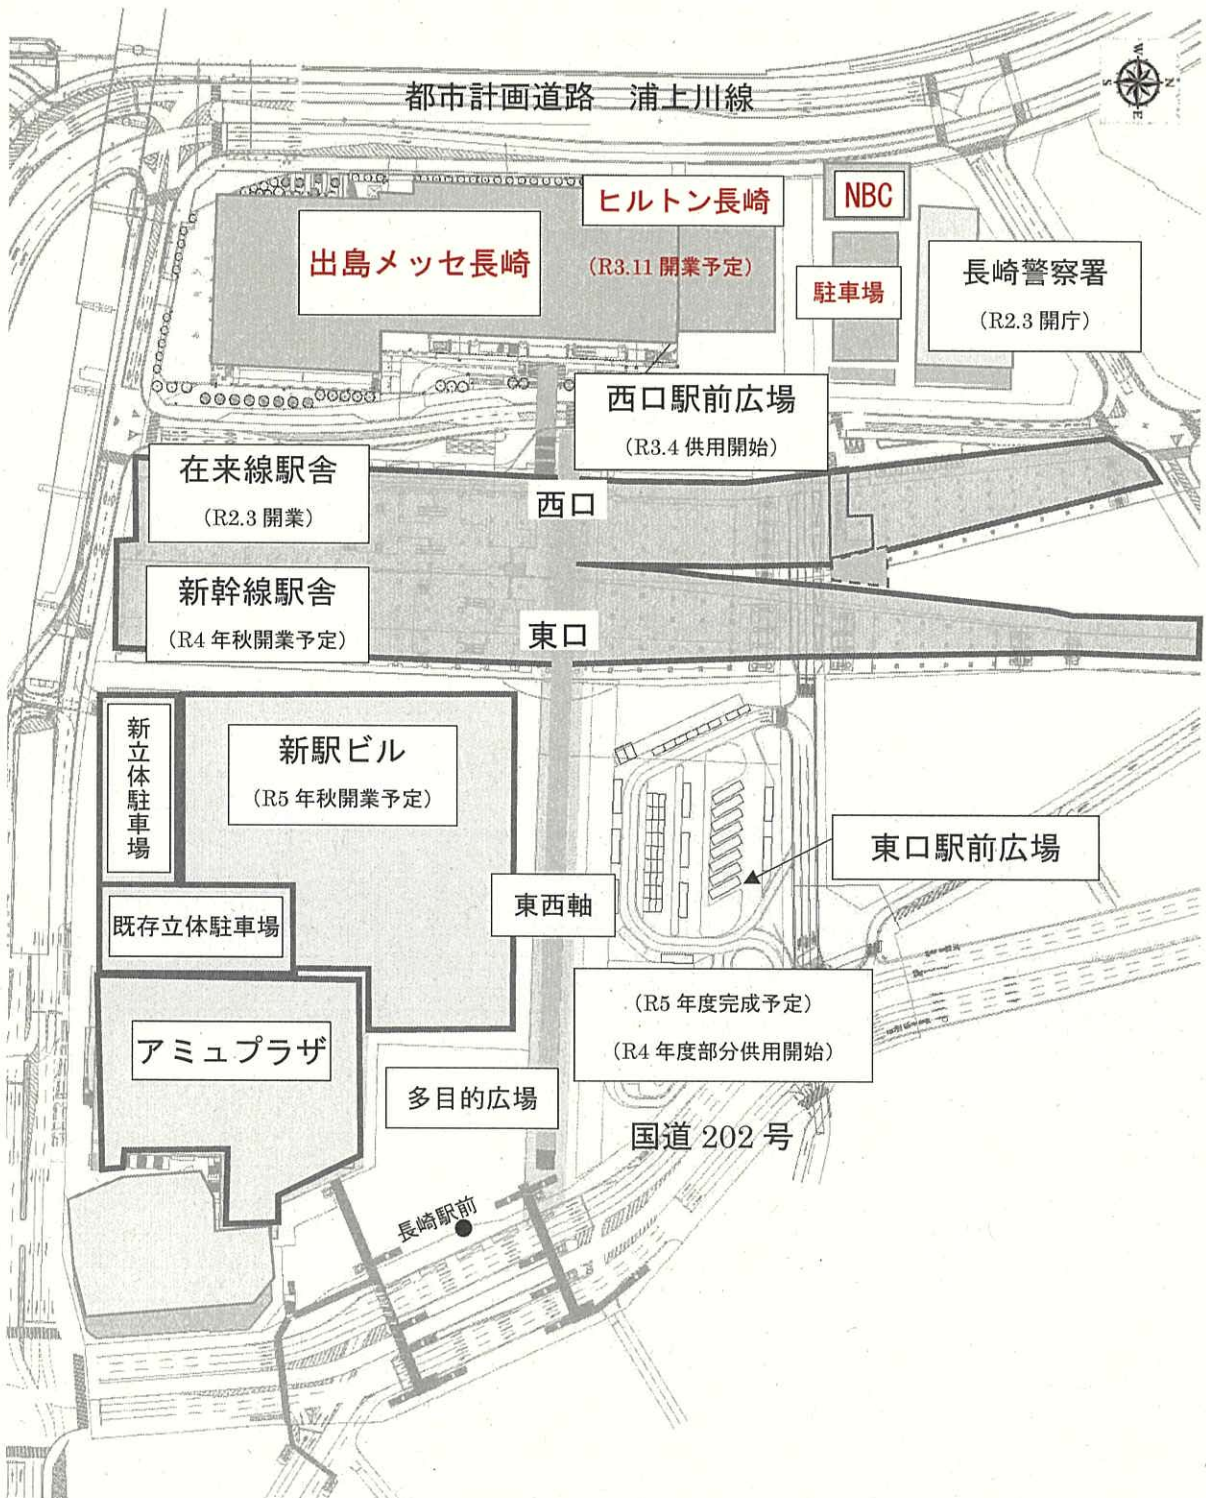 都市計画道路　浦上川線
W
N
S
E
ヒルトン長崎
(R3.11 開業予定)
NBC
出島メッセ長崎
駐車場
長崎警察署
(R2.3 開庁)
西口駅前広場
(R3.4 供用開始)
在来線駅舎
(R2.3 開業)
西口
新幹線駅舎
(R4 年秋開業予定)
東口
新立体駐車場
新駅ビル
(R5 年秋開業予定)
東口駅前広場
東西軸
既存立体駐車場
(R5 年度完成予定)
(R4 年度部分供用開始)
アミュプラザ
多目的広場
国道 202 号
長崎駅前